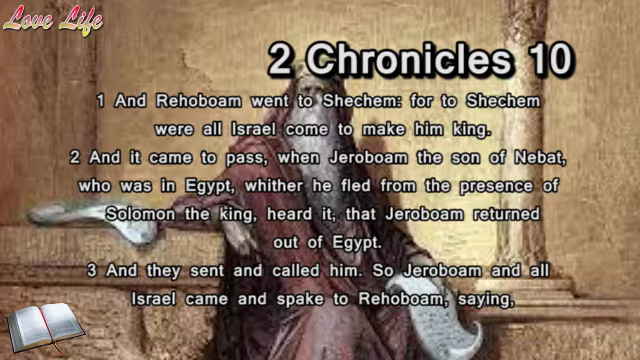 Love Life
2 Chronicles 10
1 And Rehoboam went to Shechem: for to Shechem
were all Israel come to make him king.
2 And it came to pass, when Jeroboam the son of Nebat,
who was in Egypt, whither he fled from the presence of
Solomon the king, heard it, that Jeroboam returned
out of Egypt.
3 And they sent and called him. So Jeroboam and all
Israel came and spake to Rehoboam, saying,